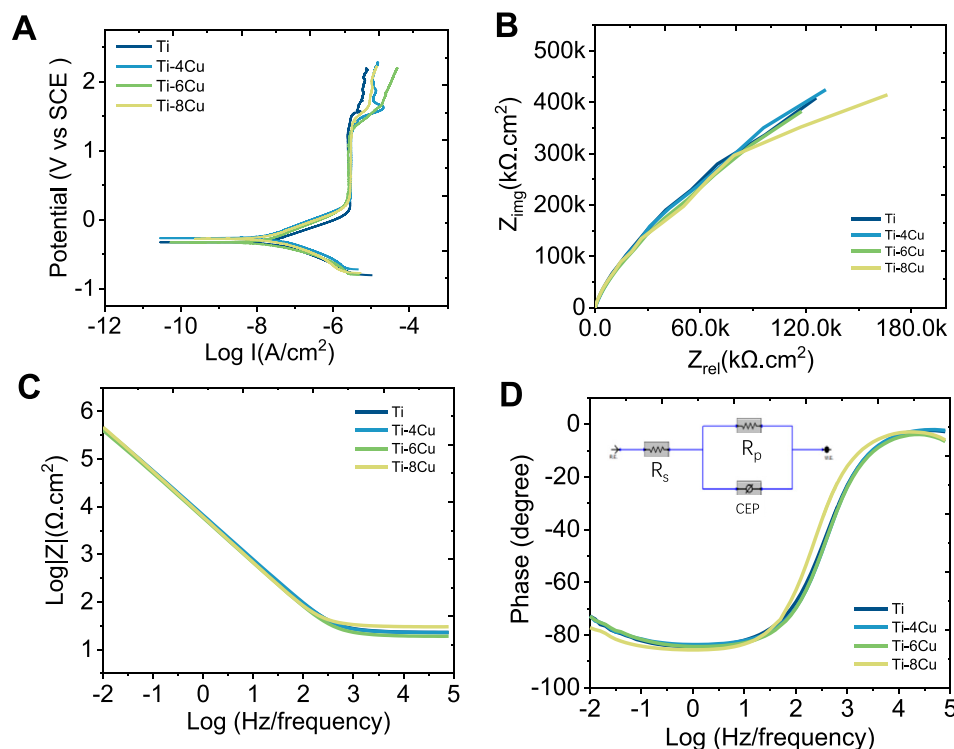 A
Ti
Ti-4Cu
Ti-6Cu
Ti-8Cu
Potential (V vs SCE)
2
1
0
-1
-12
-10
-8
-6
-4
Log I(A/cm²)
B
500k
400k
300k
200k
100k
0
Z_img(kΩ.cm²)
Ti
Ti-4Cu
Ti-6Cu
Ti-8Cu
0.0
60.0k
120.0k
180.0k
Z_rel(kΩ.cm²)
C
6
5
4
3
2
1
Log|Z|(Ω.cm²)
Ti
Ti-4Cu
Ti-6Cu
Ti-8Cu
-2
-1
0
1
2
3
4
5
Log (Hz/frequency)
D
0
-20
-40
-60
-80
-100
Phase (degree)
R_s
R_p
CEP
Ti
Ti-4Cu
Ti-6Cu
Ti-8Cu
-2
-1
0
1
2
3
4
5
Log (Hz/frequency)